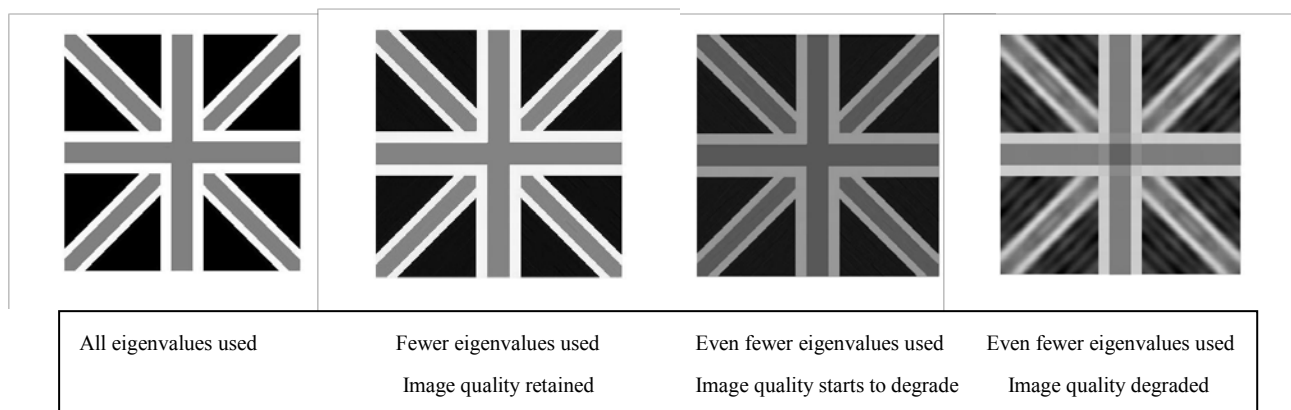 All eigenvalues used
Fewer eigenvalues used
Image quality retained
Even fewer eigenvalues used
Image quality starts to degrade
Even fewer eigenvalues used
Image quality degraded